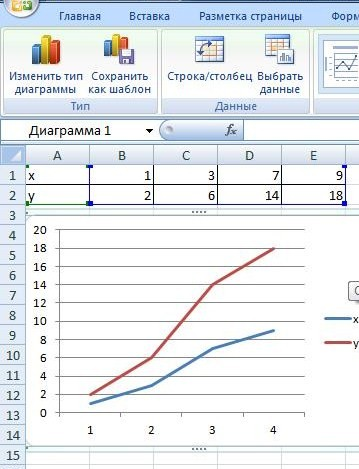 Главная Вставка Разметка страницы
Изменить тип диаграммы Сохранить как шаблон Строка/столбец Выбрать данные
Тип Данные
Диаграмма 1 fx
A B C D E
1 x 1 3 7 9
2 y 2 6 14 18
3
4 20
5 18
6 16
7 14
8 12
9 10
10 8
11 6
12 4
13 2
14 0
15
1 2 3 4
x
y